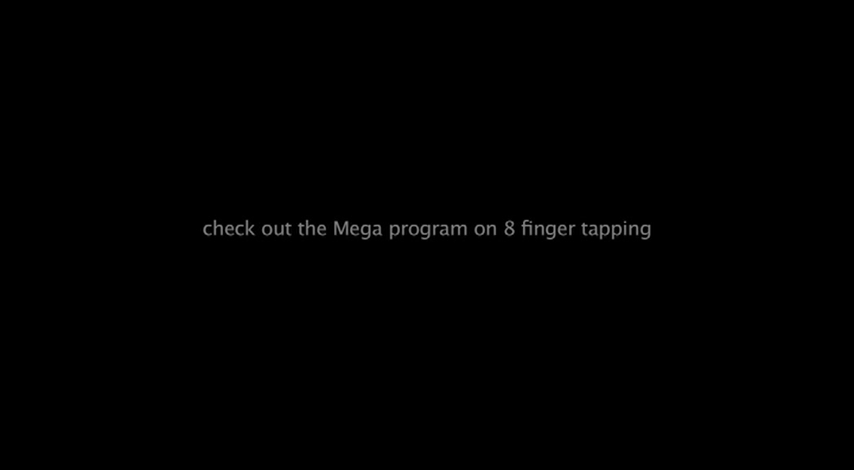 check out the Mega program on 8 finger tapping